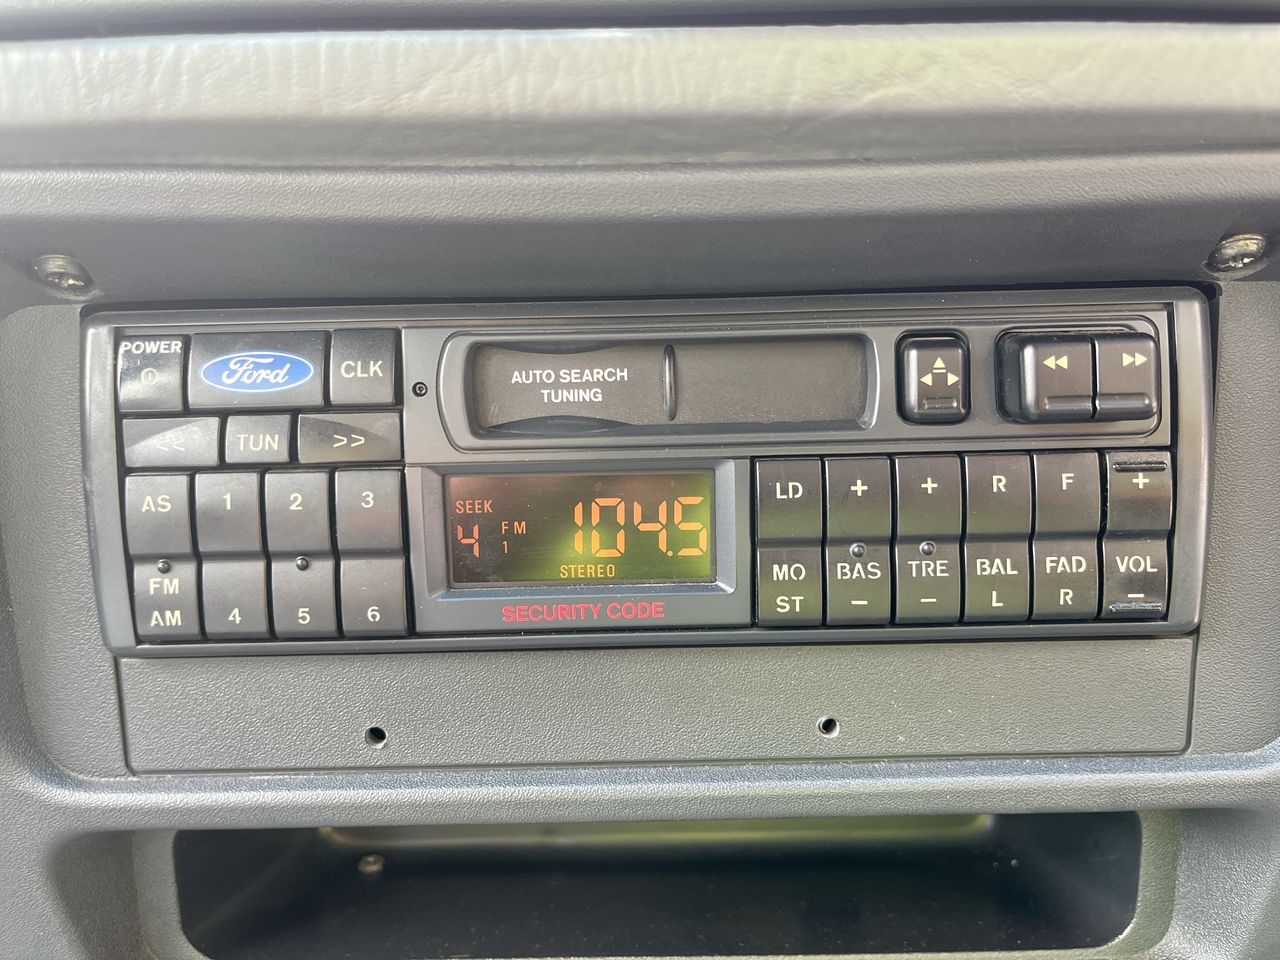 POWER
Ford
CLK
AUTO SEARCH
TUNING
<<
TUN
>>
AS
1
2
3
FM
AM
4
5
6
SEEK
4
FM
1
104.5
STEREO
SECURITY CODE
LD
+
+
R
F
+
MO
ST
BAS
–
TRE
–
BAL
L
FAD
R
VOL
–